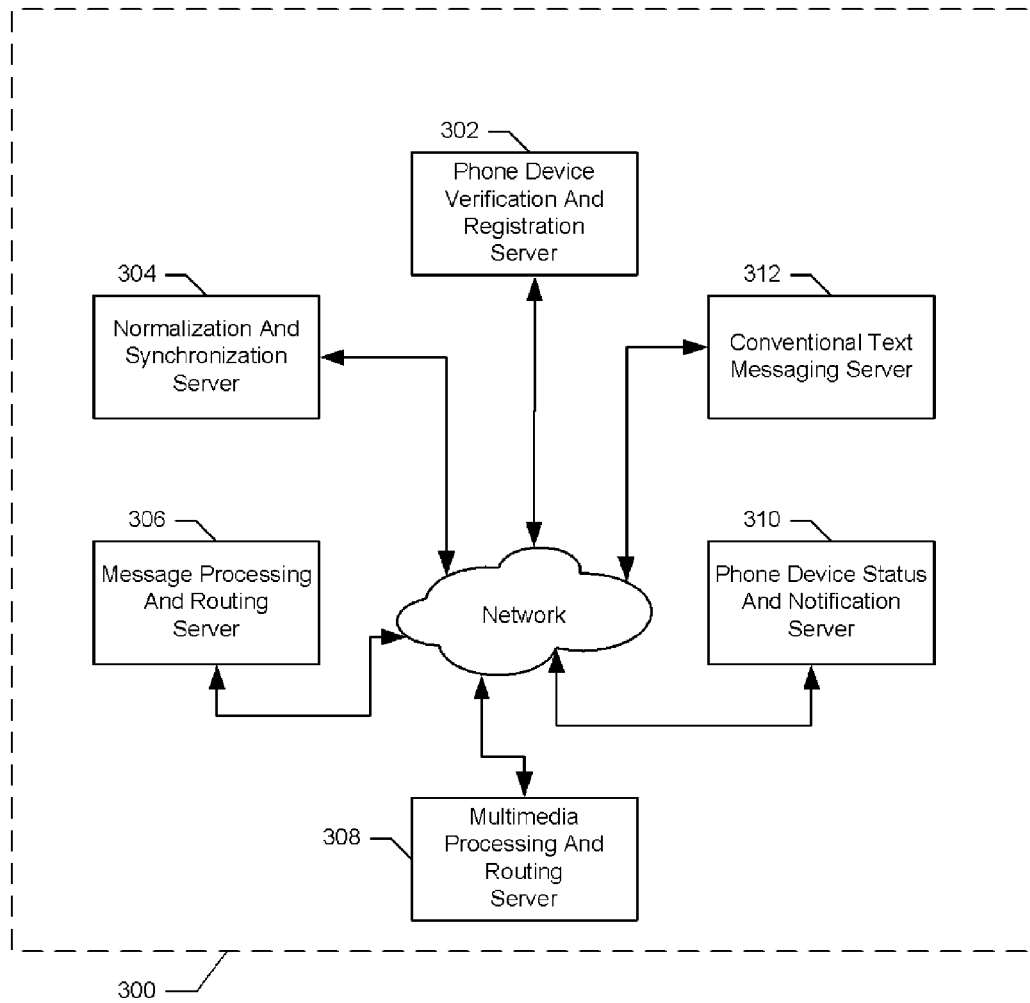 302
Phone Device
Verification And
Registration
Server
304
Normalization And
Synchronization
Server
312
Conventional Text
Messaging Server
306
Message Processing
And Routing
Server
310
Phone Device Status
And Notification
Server
Network
308
Multimedia
Processing And
Routing
Server
300